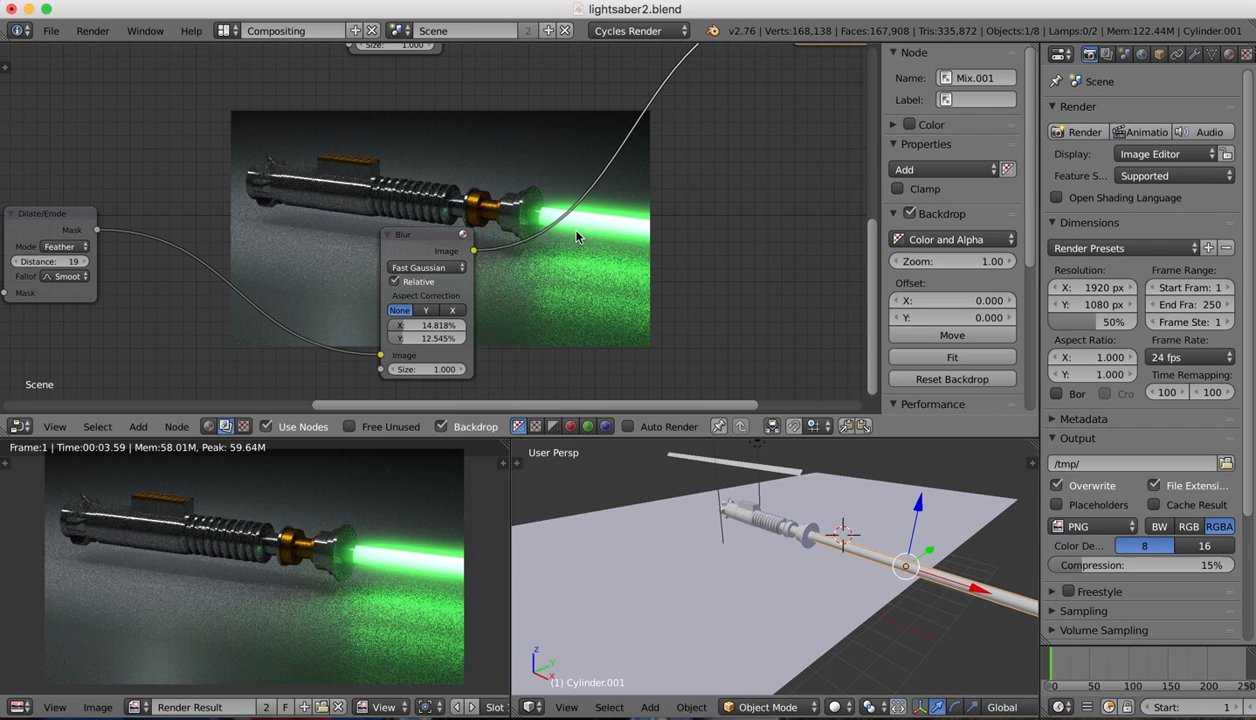 lightsaber2.blend
File Render Window Help Compositing Scene 2 Cycles Render v2.76 | Verts:168,138 | Faces:167,908 | Tris:335,872 | Objects:1/8 | Lamps:0/2 | Mem:122.44M | Cylinder.001
Size: 1.000
Dilate/Erode
Mask
Mode Feather
Distance: 19
Fallof Smoot
Mask
Blur
Image
Fast Gaussian
Relative
Aspect Correction
None Y X
X: 14.818%
Y: 12.545%
Image
Size: 1.000
Scene
Node
Name: Mix.001
Label:
Color
Properties
Add
Clamp
Backdrop
Color and Alpha
Zoom: 1.00
Offset:
X: 0.000
Y: 0.000
Move
Fit
Reset Backdrop
Performance
Scene
Render
Render Animatio Audio
Display: Image Editor
Feature S... Supported
Open Shading Language
Dimensions
Render Presets
Resolution: Frame Range:
X: 1920 px Start Fram: 1
Y: 1080 px End Fra: 250
50% Frame Ste: 1
Aspect Ratio: Frame Rate:
X: 1.000 24 fps
Y: 1.000 Time Remapping:
Bor Cro 100 100
Metadata
Output
/tmp/
Overwrite File Extensi...
Placeholders Cache Result
PNG BW RGB RGBA
Color De... 8 16
Compression: 15%
Freestyle
Sampling
Volume Sampling
View Select Add Node Use Nodes Free Unused Backdrop Auto Render
Frame:1 | Time:00:03.59 | Mem:58.01M, Peak: 59.64M
User Persp
z
y
x
(1) Cylinder.001
0 50 100 150 200 250
View Image Render Result 2 F View Slot
View Select Add Object Object Mode Global
Start: 1